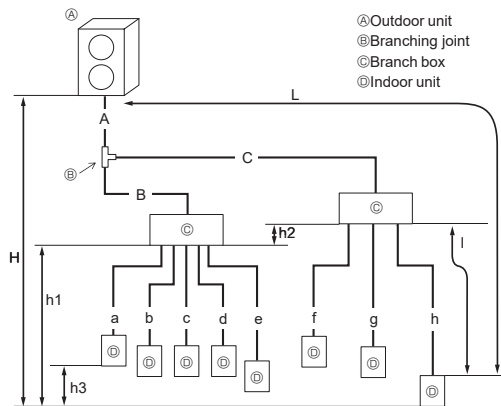 Ⓐ
ⒶOutdoor unit
ⒷBranching joint
ⒸBranch box
ⒹIndoor unit
L
A
Ⓑ
C
B
Ⓒ
Ⓒ
h2
H
h1
l
a b c d e f g h
Ⓓ Ⓓ Ⓓ Ⓓ Ⓓ Ⓓ Ⓓ Ⓓ
h3